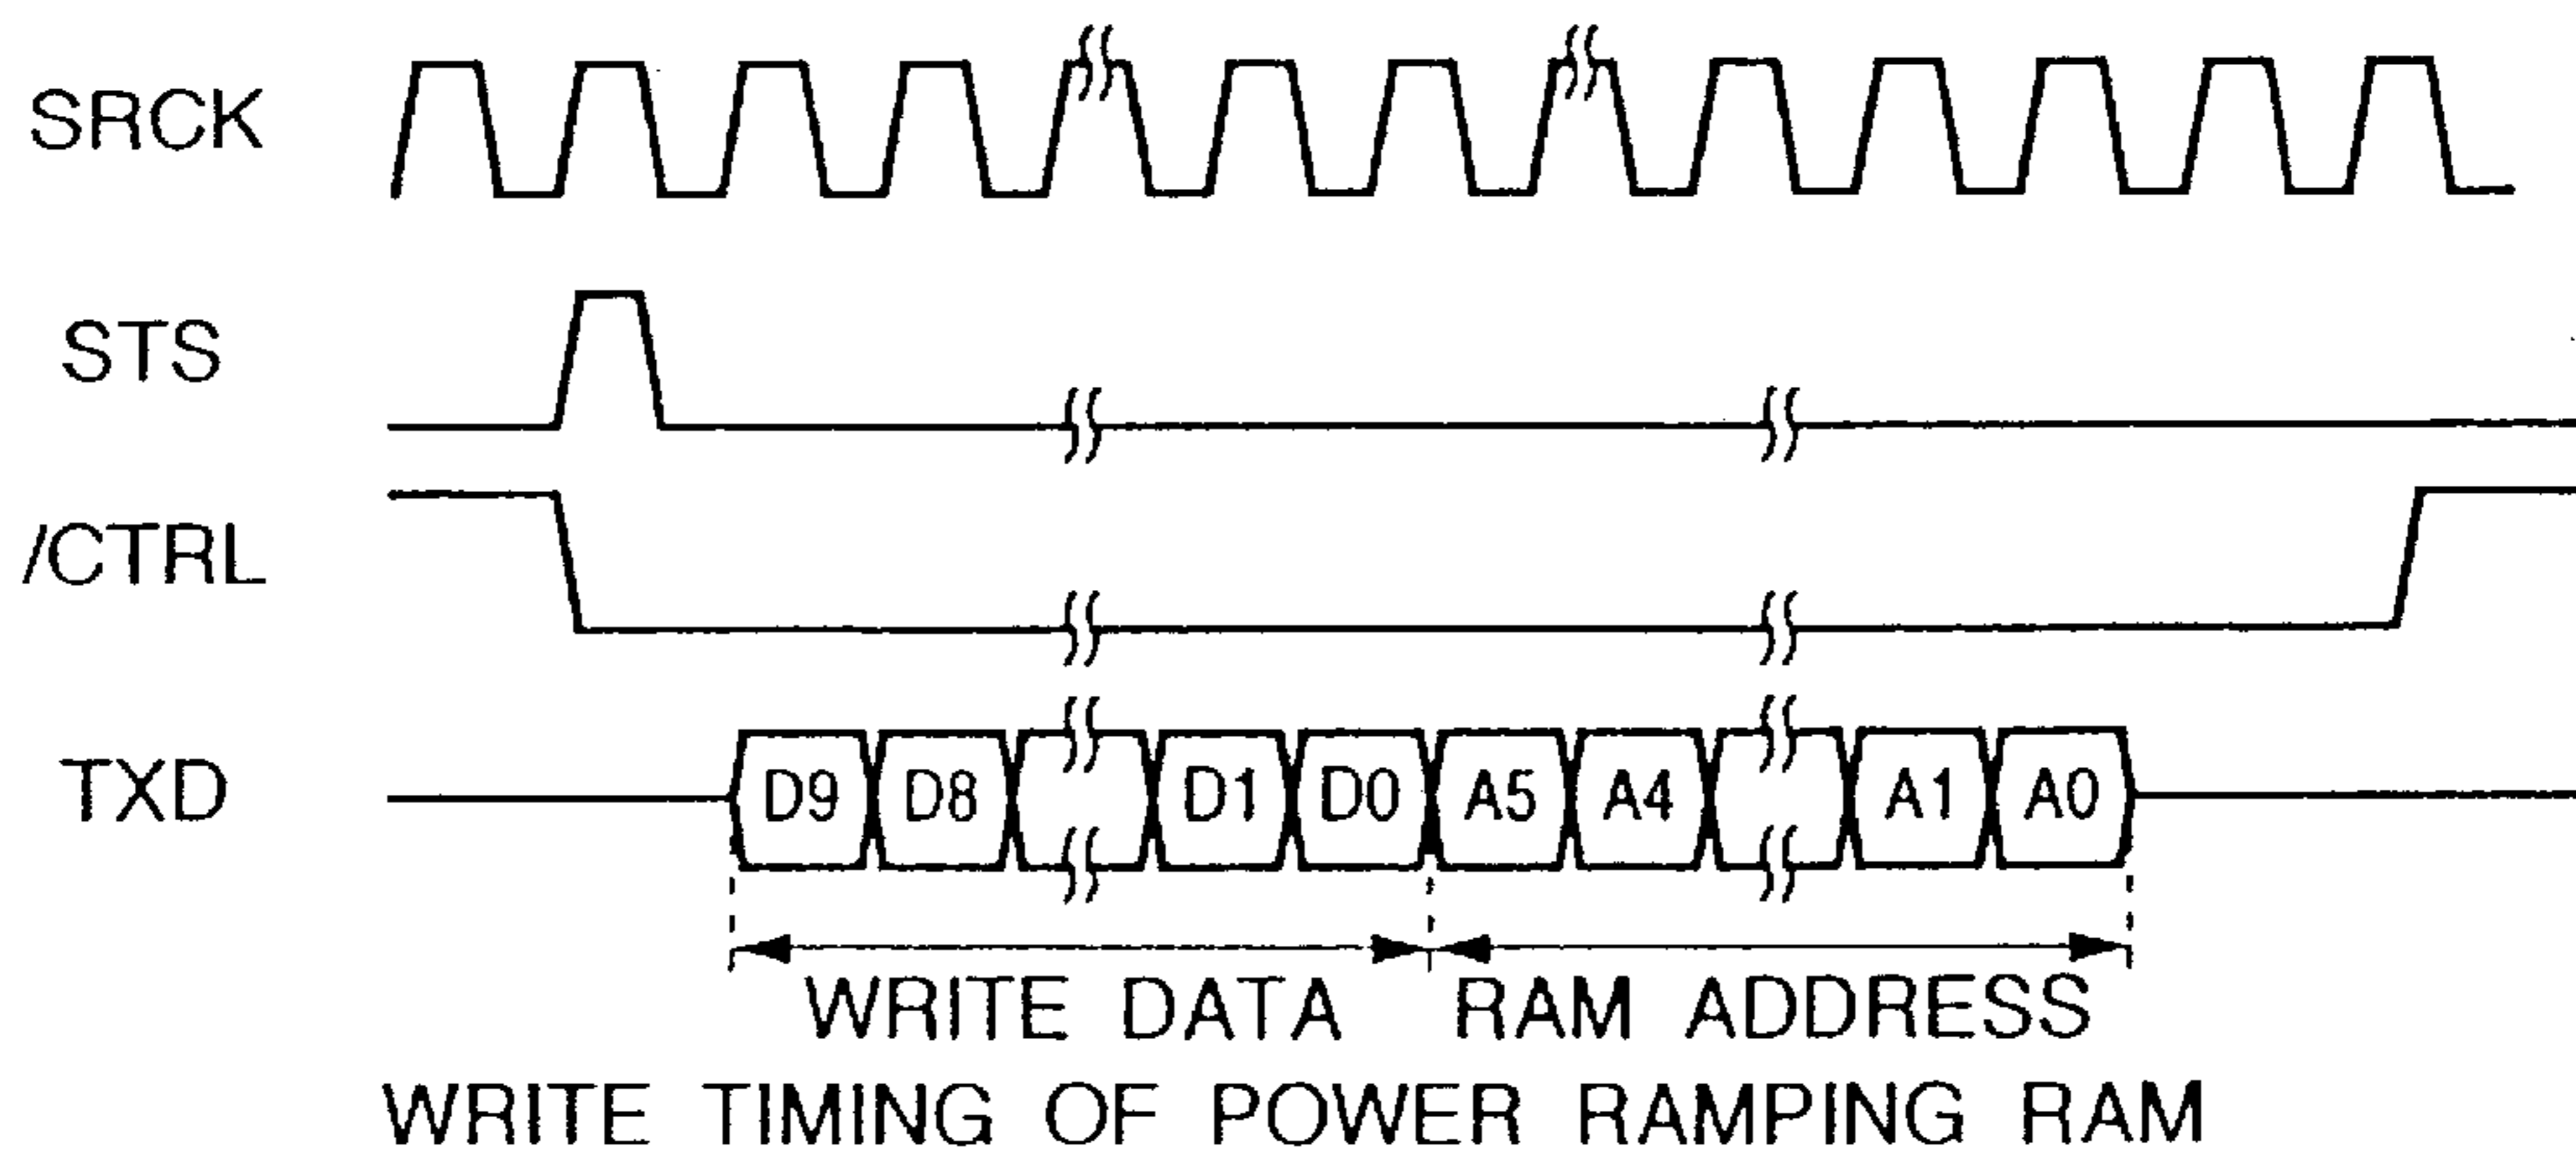 SRCK
STS
/CTRL
TXD D9 D8 D1 D0 A5 A4 A1 A0
WRITE DATA RAM ADDRESS
WRITE TIMING OF POWER RAMPING RAM